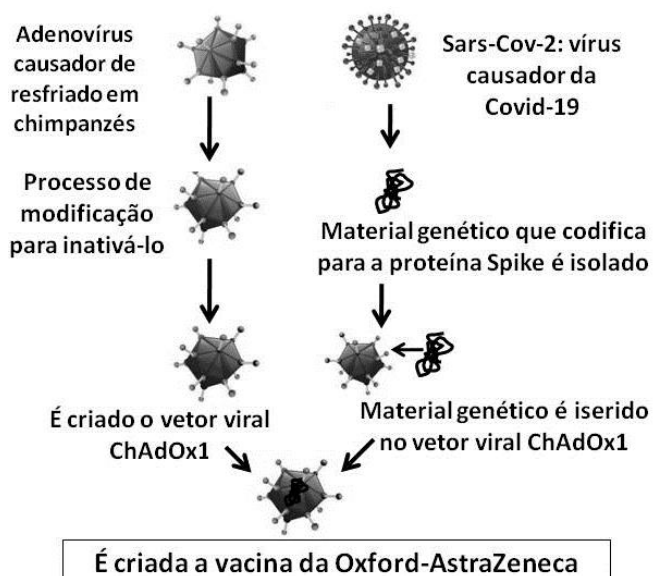 Adenovírus
causador de
resfriado em
chimpanzés
Sars-Cov-2: vírus
causador da
Covid-19
Processo de
modificação
para inativá-lo
Material genético que codifica
para a proteína Spike é isolado
É criado o vetor viral
ChAdOx1
Material genético é iserido
no vetor viral ChAdOx1
É criada a vacina da Oxford-AstraZeneca